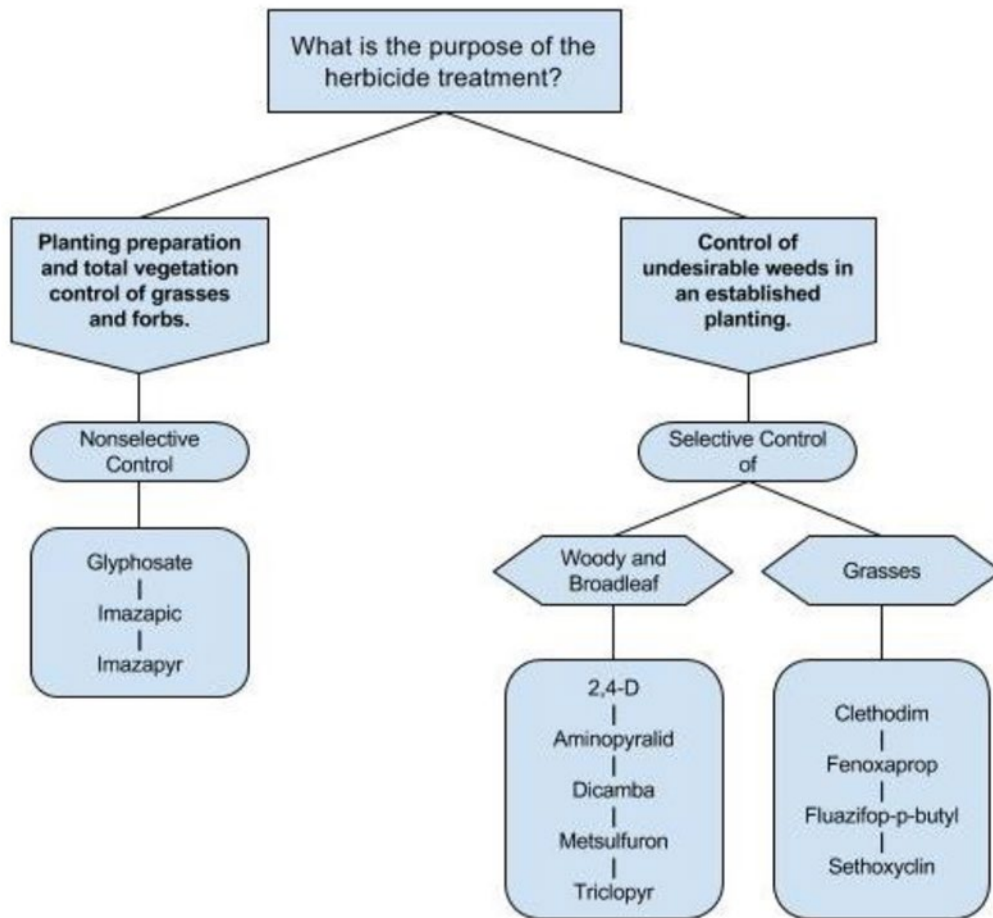 What is the purpose of the
herbicide treatment?
Planting preparation
and total vegetation
control of grasses
and forbs.
Nonselective
Control
Glyphosate
Imazapic
Imazapyr
Control of
undesirable weeds in
an established
planting.
Selective Control
of
Woody and
Broadleaf
2,4-D
Aminopyralid
Dicamba
Metsulfuron
Triclopyr
Grasses
Clethodim
Fenoxaprop
Fluazifop-p-butyl
Sethoxyclin